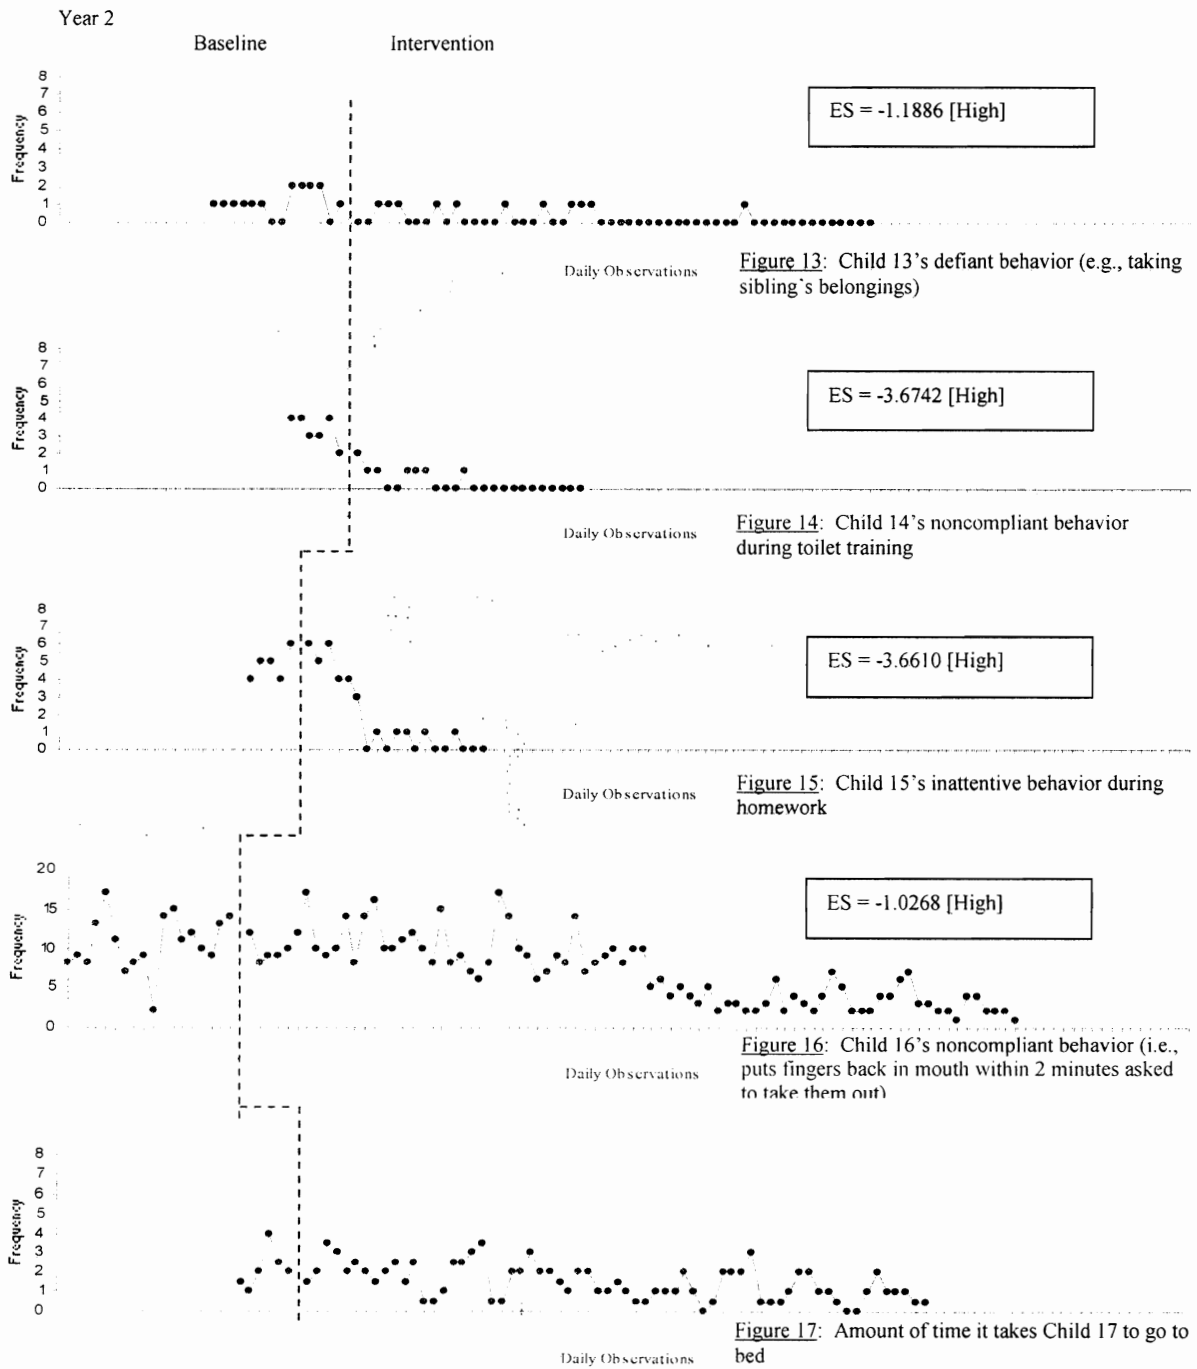 Year 2
Baseline Intervention
8
7
6
5
4
3
2
1
0
Frequency
ES = -1.1886 [High]
Daily Observations
Figure 13: Child 13's defiant behavior (e.g., taking
sibling's belongings)
8
7
6
5
4
3
2
1
0
Frequency
ES = -3.6742 [High]
Daily Observations
Figure 14: Child 14's noncompliant behavior
during toilet training
8
7
6
5
4
3
2
1
0
Frequency
ES = -3.6610 [High]
Daily Observations
Figure 15: Child 15's inattentive behavior during
homework
20
15
10
5
0
Frequency
ES = -1.0268 [High]
Daily Observations
Figure 16: Child 16's noncompliant behavior (i.e.,
puts fingers back in mouth within 2 minutes asked
to take them out)
8
7
6
5
4
3
2
1
0
Frequency
Daily Observations
Figure 17: Amount of time it takes Child 17 to go to
bed